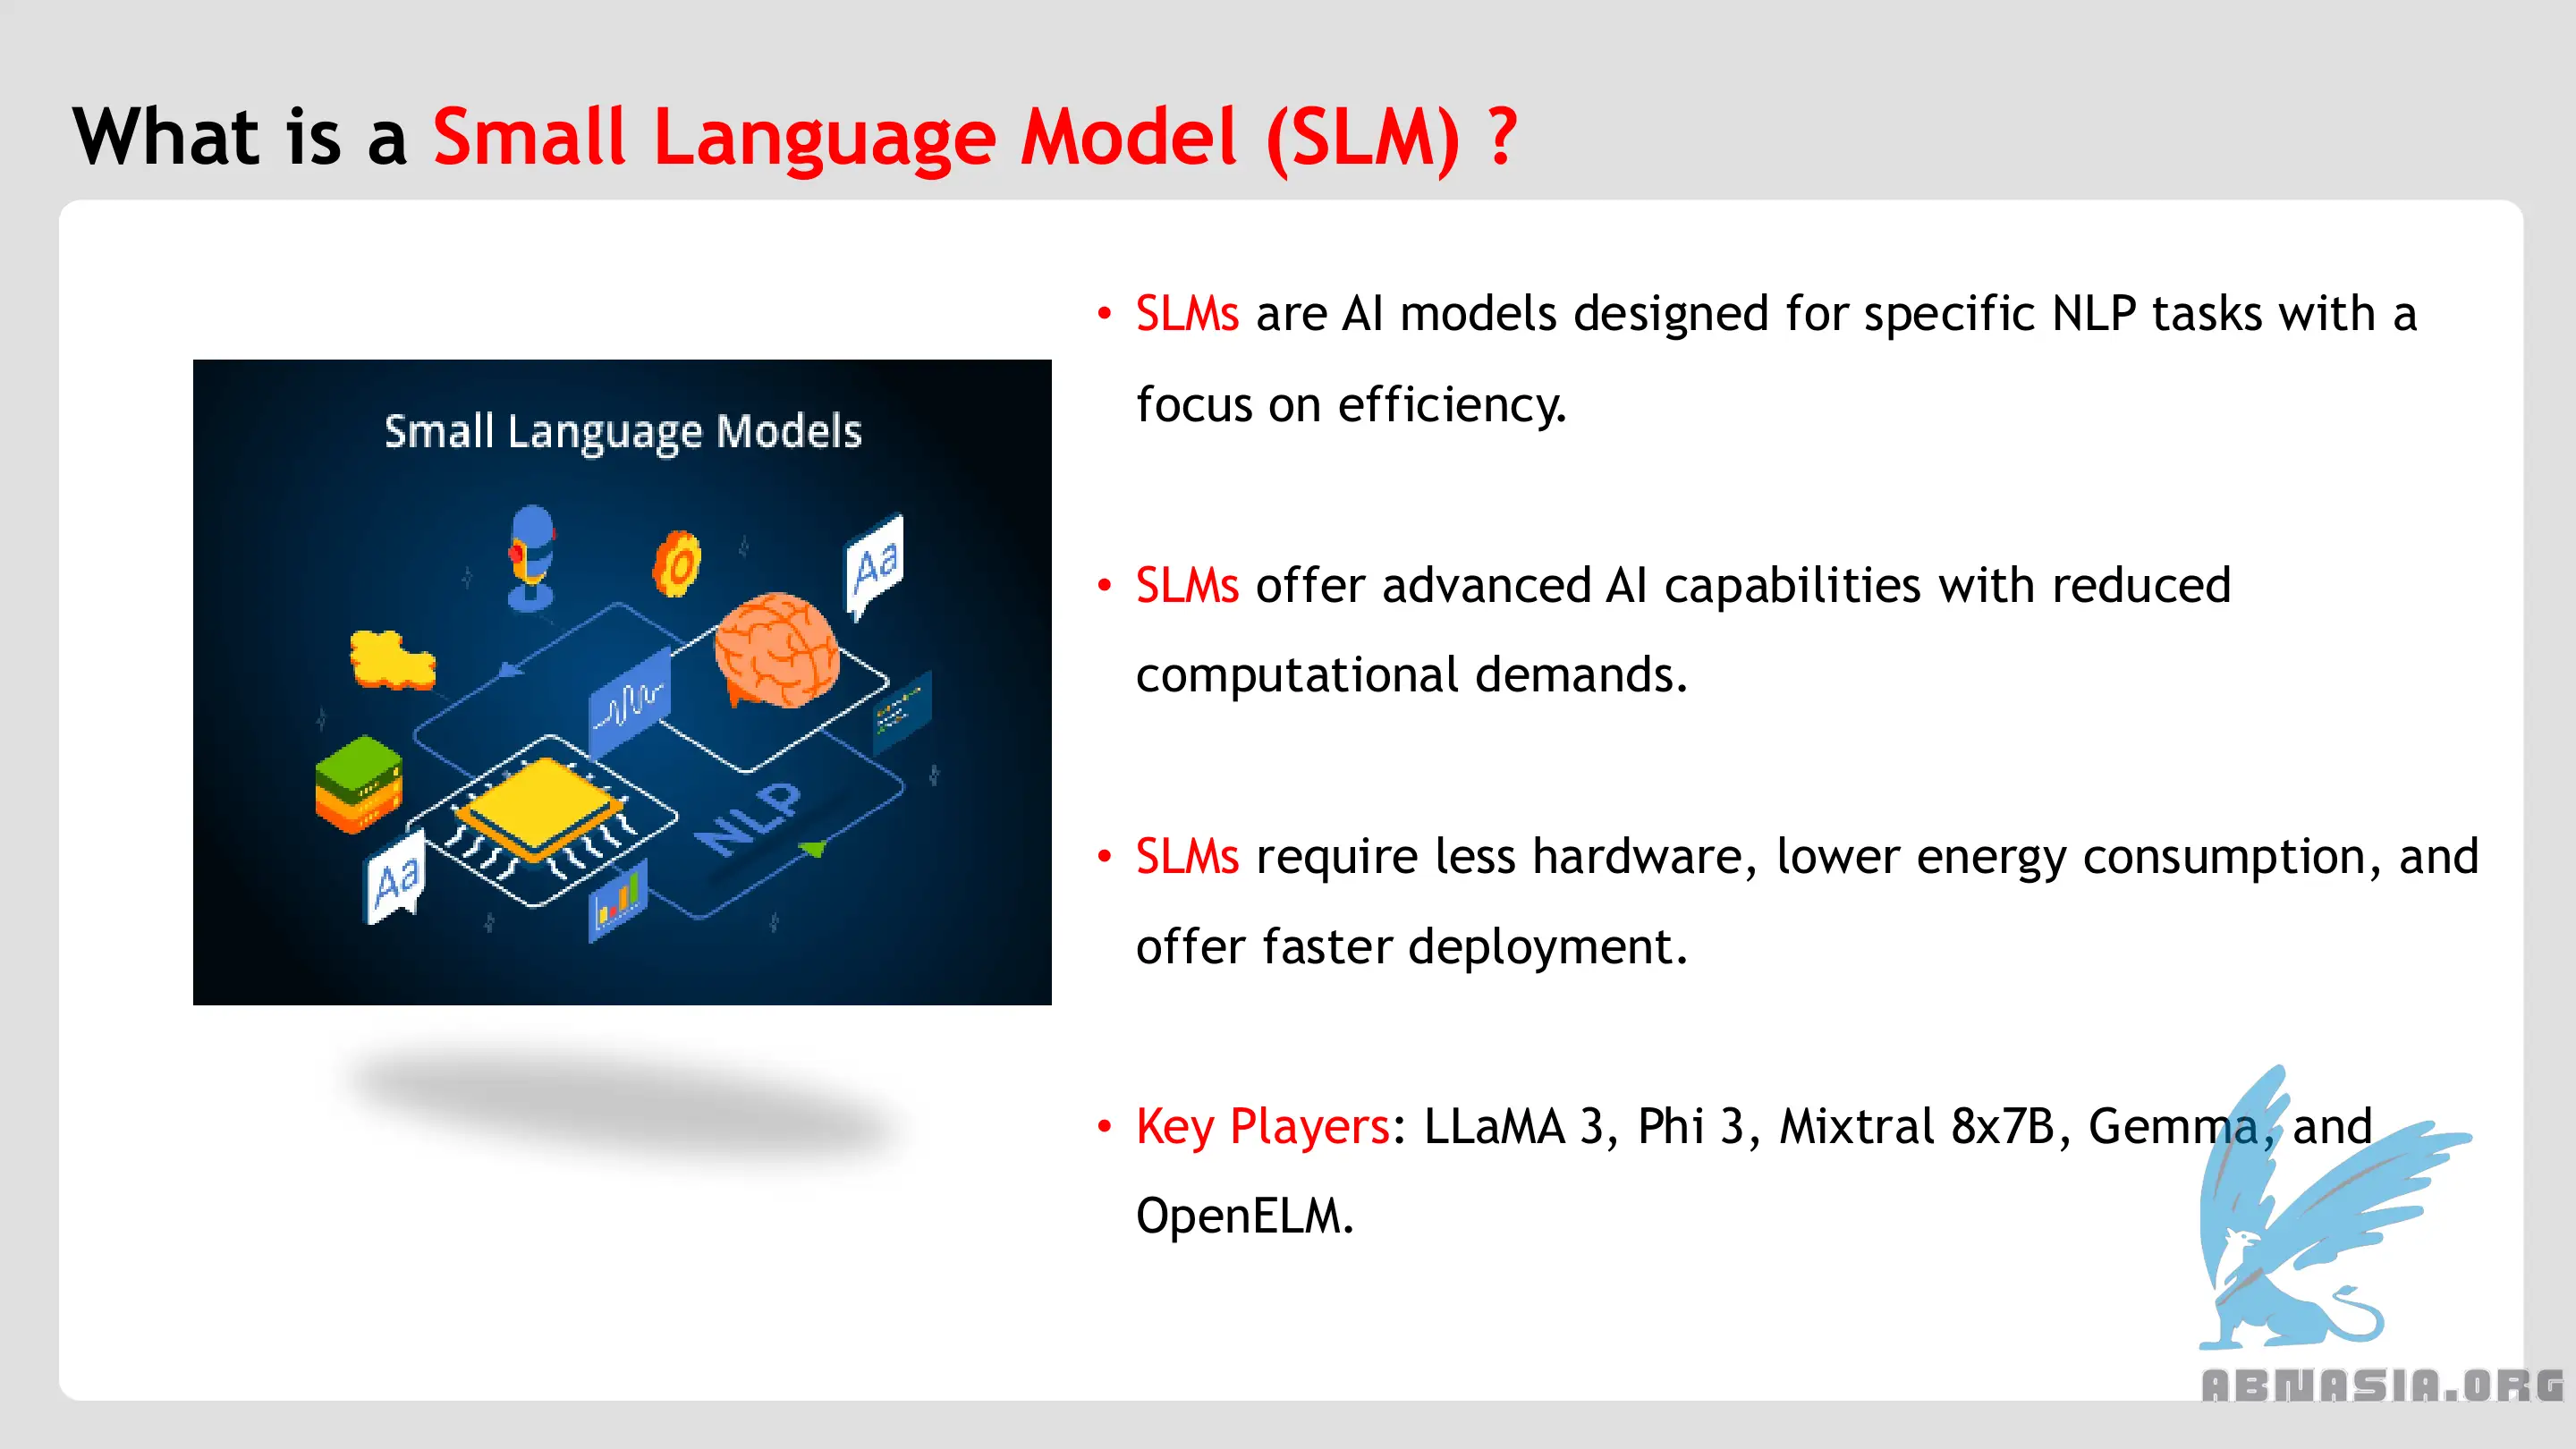 What is a Small Language Model (SLM) ?
Small Language Models
Aa
NLP
Aa
• SLMs are AI models designed for specific NLP tasks with a
focus on efficiency.
• SLMs offer advanced AI capabilities with reduced
computational demands.
• SLMs require less hardware, lower energy consumption, and
offer faster deployment.
• Key Players: LLaMA 3, Phi 3, Mixtral 8x7B, Gemma, and
OpenELM.
ABNASIA.ORG